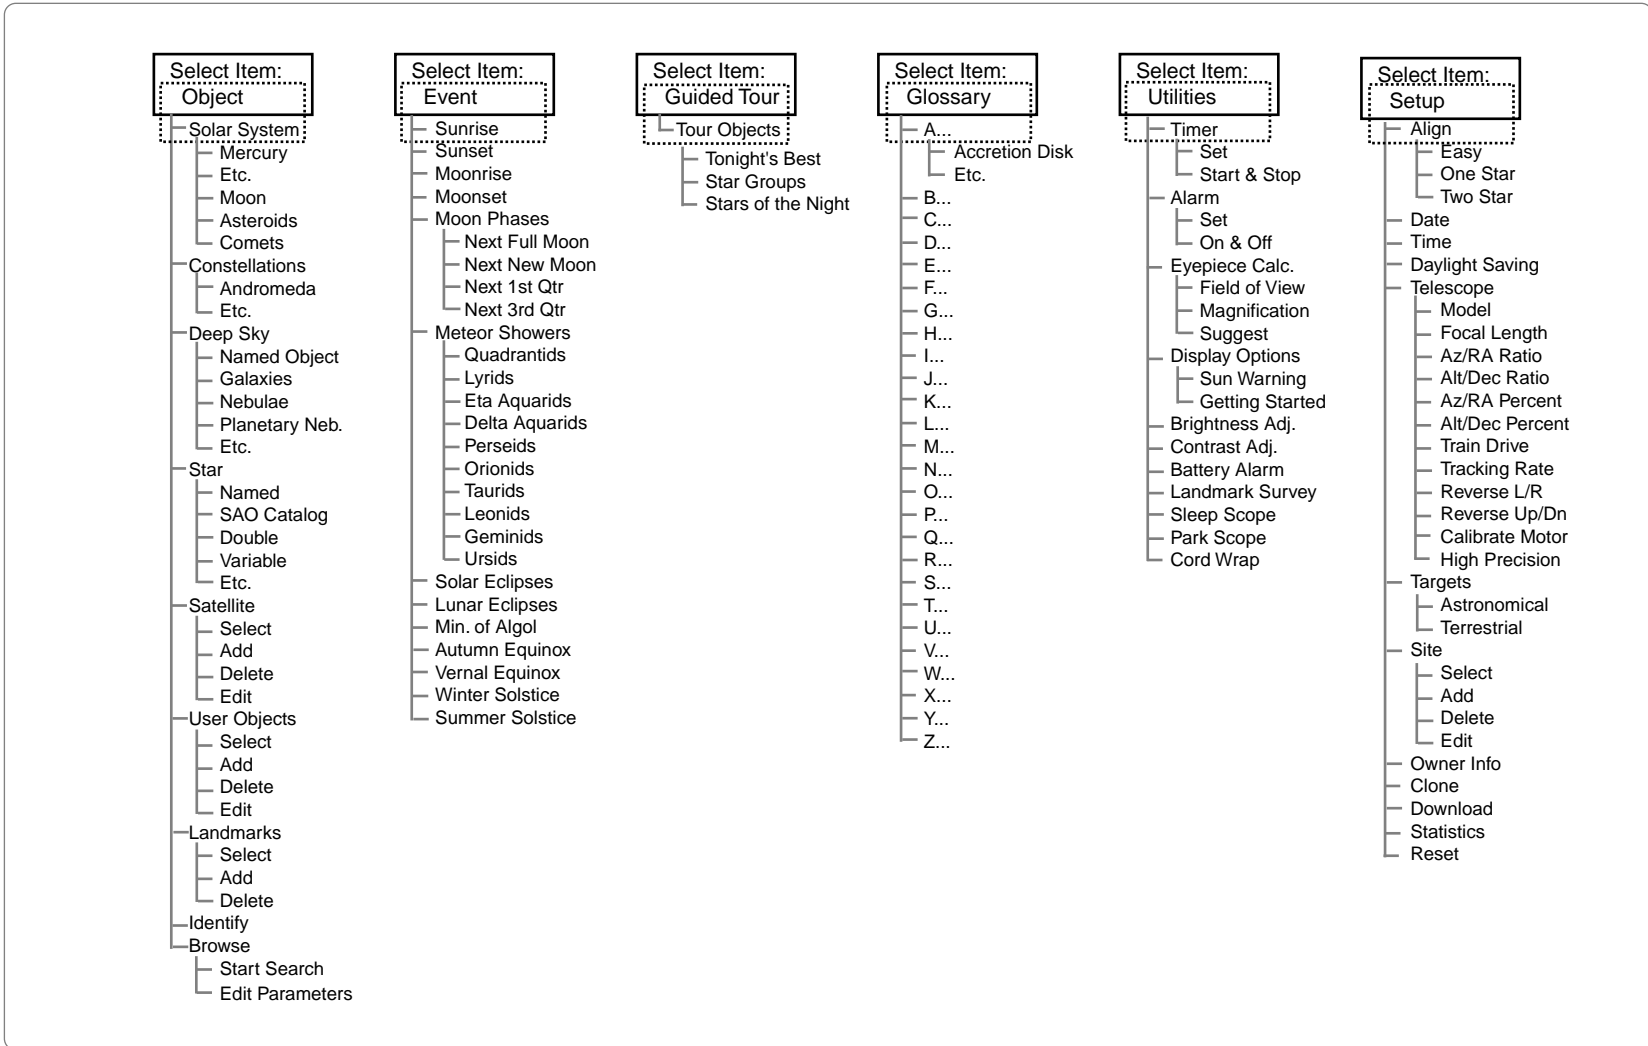 Select Item:
Object
Solar System
Mercury
Etc.
Moon
Asteroids
Comets
Constellations
Andromeda
Etc.
Deep Sky
Named Object
Galaxies
Nebulae
Planetary Neb.
Etc.
Star
Named
SAO Catalog
Double
Variable
Etc.
Satellite
Select
Add
Delete
Edit
User Objects
Select
Add
Delete
Edit
Landmarks
Select
Add
Delete
Identify
Browse
Start Search
Edit Parameters
Select Item:
Event
Sunrise
Sunset
Moonrise
Moonset
Moon Phases
Next Full Moon
Next New Moon
Next 1st Qtr
Next 3rd Qtr
Meteor Showers
Quadrantids
Lyrids
Eta Aquarids
Delta Aquarids
Perseids
Orionids
Taurids
Leonids
Geminids
Ursids
Solar Eclipses
Lunar Eclipses
Min. of Algol
Autumn Equinox
Vernal Equinox
Winter Solstice
Summer Solstice
Select Item:
Guided Tour
Tour Objects
Tonight's Best
Star Groups
Stars of the Night
Select Item:
Glossary
A...
Accretion Disk
Etc.
B...
C...
D...
E...
F...
G...
H...
I...
J...
K...
L...
M...
N...
O...
P...
Q...
R...
S...
T...
U...
V...
W...
X...
Y...
Z...
Select Item:
Utilities
Timer
Set
Start & Stop
Alarm
Set
On & Off
Eyepiece Calc.
Field of View
Magnification
Suggest
Display Options
Sun Warning
Getting Started
Brightness Adj.
Contrast Adj.
Battery Alarm
Landmark Survey
Sleep Scope
Park Scope
Cord Wrap
Select Item:
Setup
Align
Easy
One Star
Two Star
Date
Time
Daylight Saving
Telescope
Model
Focal Length
Az/RA Ratio
Alt/Dec Ratio
Az/RA Percent
Alt/Dec Percent
Train Drive
Tracking Rate
Reverse L/R
Reverse Up/Dn
Calibrate Motor
High Precision
Targets
Astronomical
Terrestrial
Site
Select
Add
Delete
Edit
Owner Info
Clone
Download
Statistics
Reset